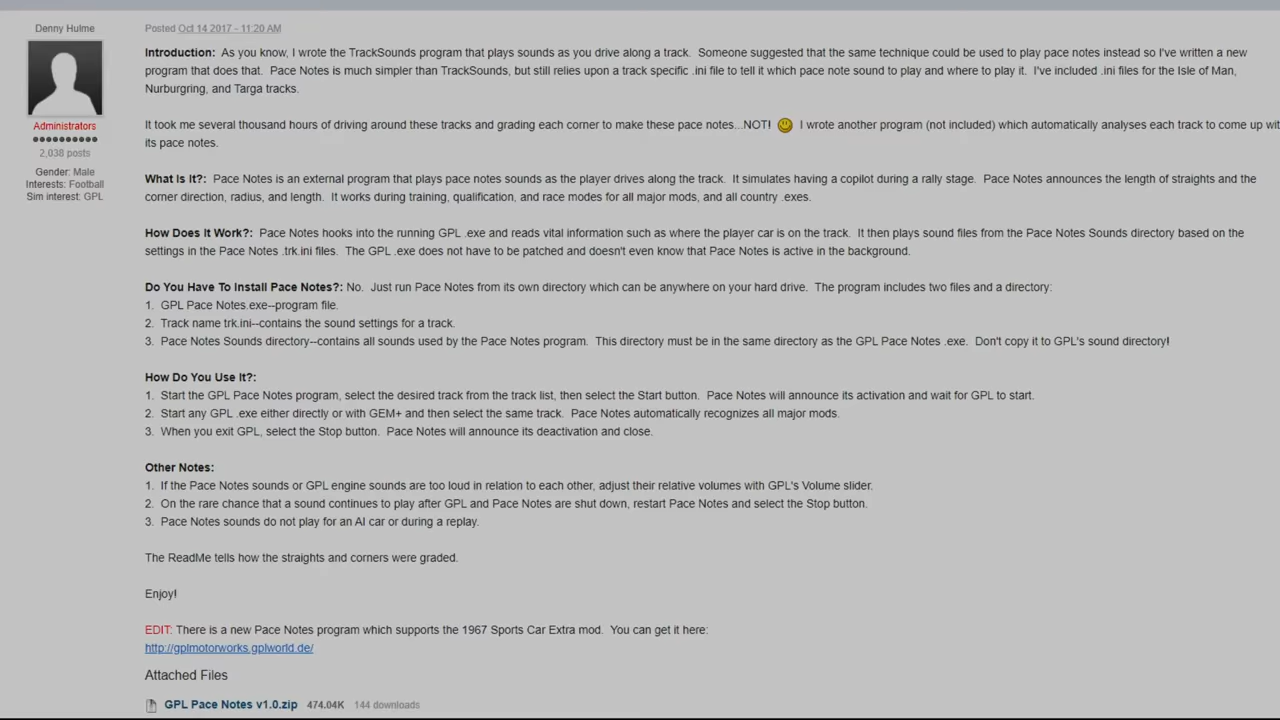 Denny Hulme
Administrators
2,038 posts
Gender: Male
Interests: Football
Sim interest: GPL
Posted Oct 14 2017 - 11:20 AM
Introduction: As you know, I wrote the TrackSounds program that plays sounds as you drive along a track. Someone suggested that the same technique could be used to play pace notes instead so I've written a new
program that does that. Pace Notes is much simpler than TrackSounds, but still relies upon a track specific .ini file to tell it which pace note sound to play and where to play it. I've included .ini files for the Isle of Man,
Nurburgring, and Targa tracks.
It took me several thousand hours of driving around these tracks and grading each corner to make these pace notes...NOT! I wrote another program (not included) which automatically analyses each track to come up wit
its pace notes.
What Is It?: Pace Notes is an external program that plays pace notes sounds as the player drives along the track. It simulates having a copilot during a rally stage. Pace Notes announces the length of straights and the
corner direction, radius, and length. It works during training, qualification, and race modes for all major mods, and all country .exes.
How Does It Work?: Pace Notes hooks into the running GPL .exe and reads vital information such as where the player car is on the track. It then plays sound files from the Pace Notes Sounds directory based on the
settings in the Pace Notes .trk.ini files. The GPL .exe does not have to be patched and doesn't even know that Pace Notes is active in the background.
Do You Have To Install Pace Notes?: No. Just run Pace Notes from its own directory which can be anywhere on your hard drive. The program includes two files and a directory:
1. GPL Pace Notes.exe--program file.
2. Track name trk.ini--contains the sound settings for a track.
3. Pace Notes Sounds directory--contains all sounds used by the Pace Notes program. This directory must be in the same directory as the GPL Pace Notes .exe. Don't copy it to GPL's sound directory!
How Do You Use It?:
1. Start the GPL Pace Notes program, select the desired track from the track list, then select the Start button. Pace Notes will announce its activation and wait for GPL to start.
2. Start any GPL .exe either directly or with GEM+ and then select the same track. Pace Notes automatically recognizes all major mods.
3. When you exit GPL, select the Stop button. Pace Notes will announce its deactivation and close.
Other Notes:
1. If the Pace Notes sounds or GPL engine sounds are too loud in relation to each other, adjust their relative volumes with GPL's Volume slider.
2. On the rare chance that a sound continues to play after GPL and Pace Notes are shut down, restart Pace Notes and select the Stop button.
3. Pace Notes sounds do not play for an AI car or during a replay.
The ReadMe tells how the straights and corners were graded.
Enjoy!
EDIT: There is a new Pace Notes program which supports the 1967 Sports Car Extra mod. You can get it here:
http://gplmotorworks.gplworld.de/
Attached Files
GPL Pace Notes v1.0.zip 474.04K 144 downloads